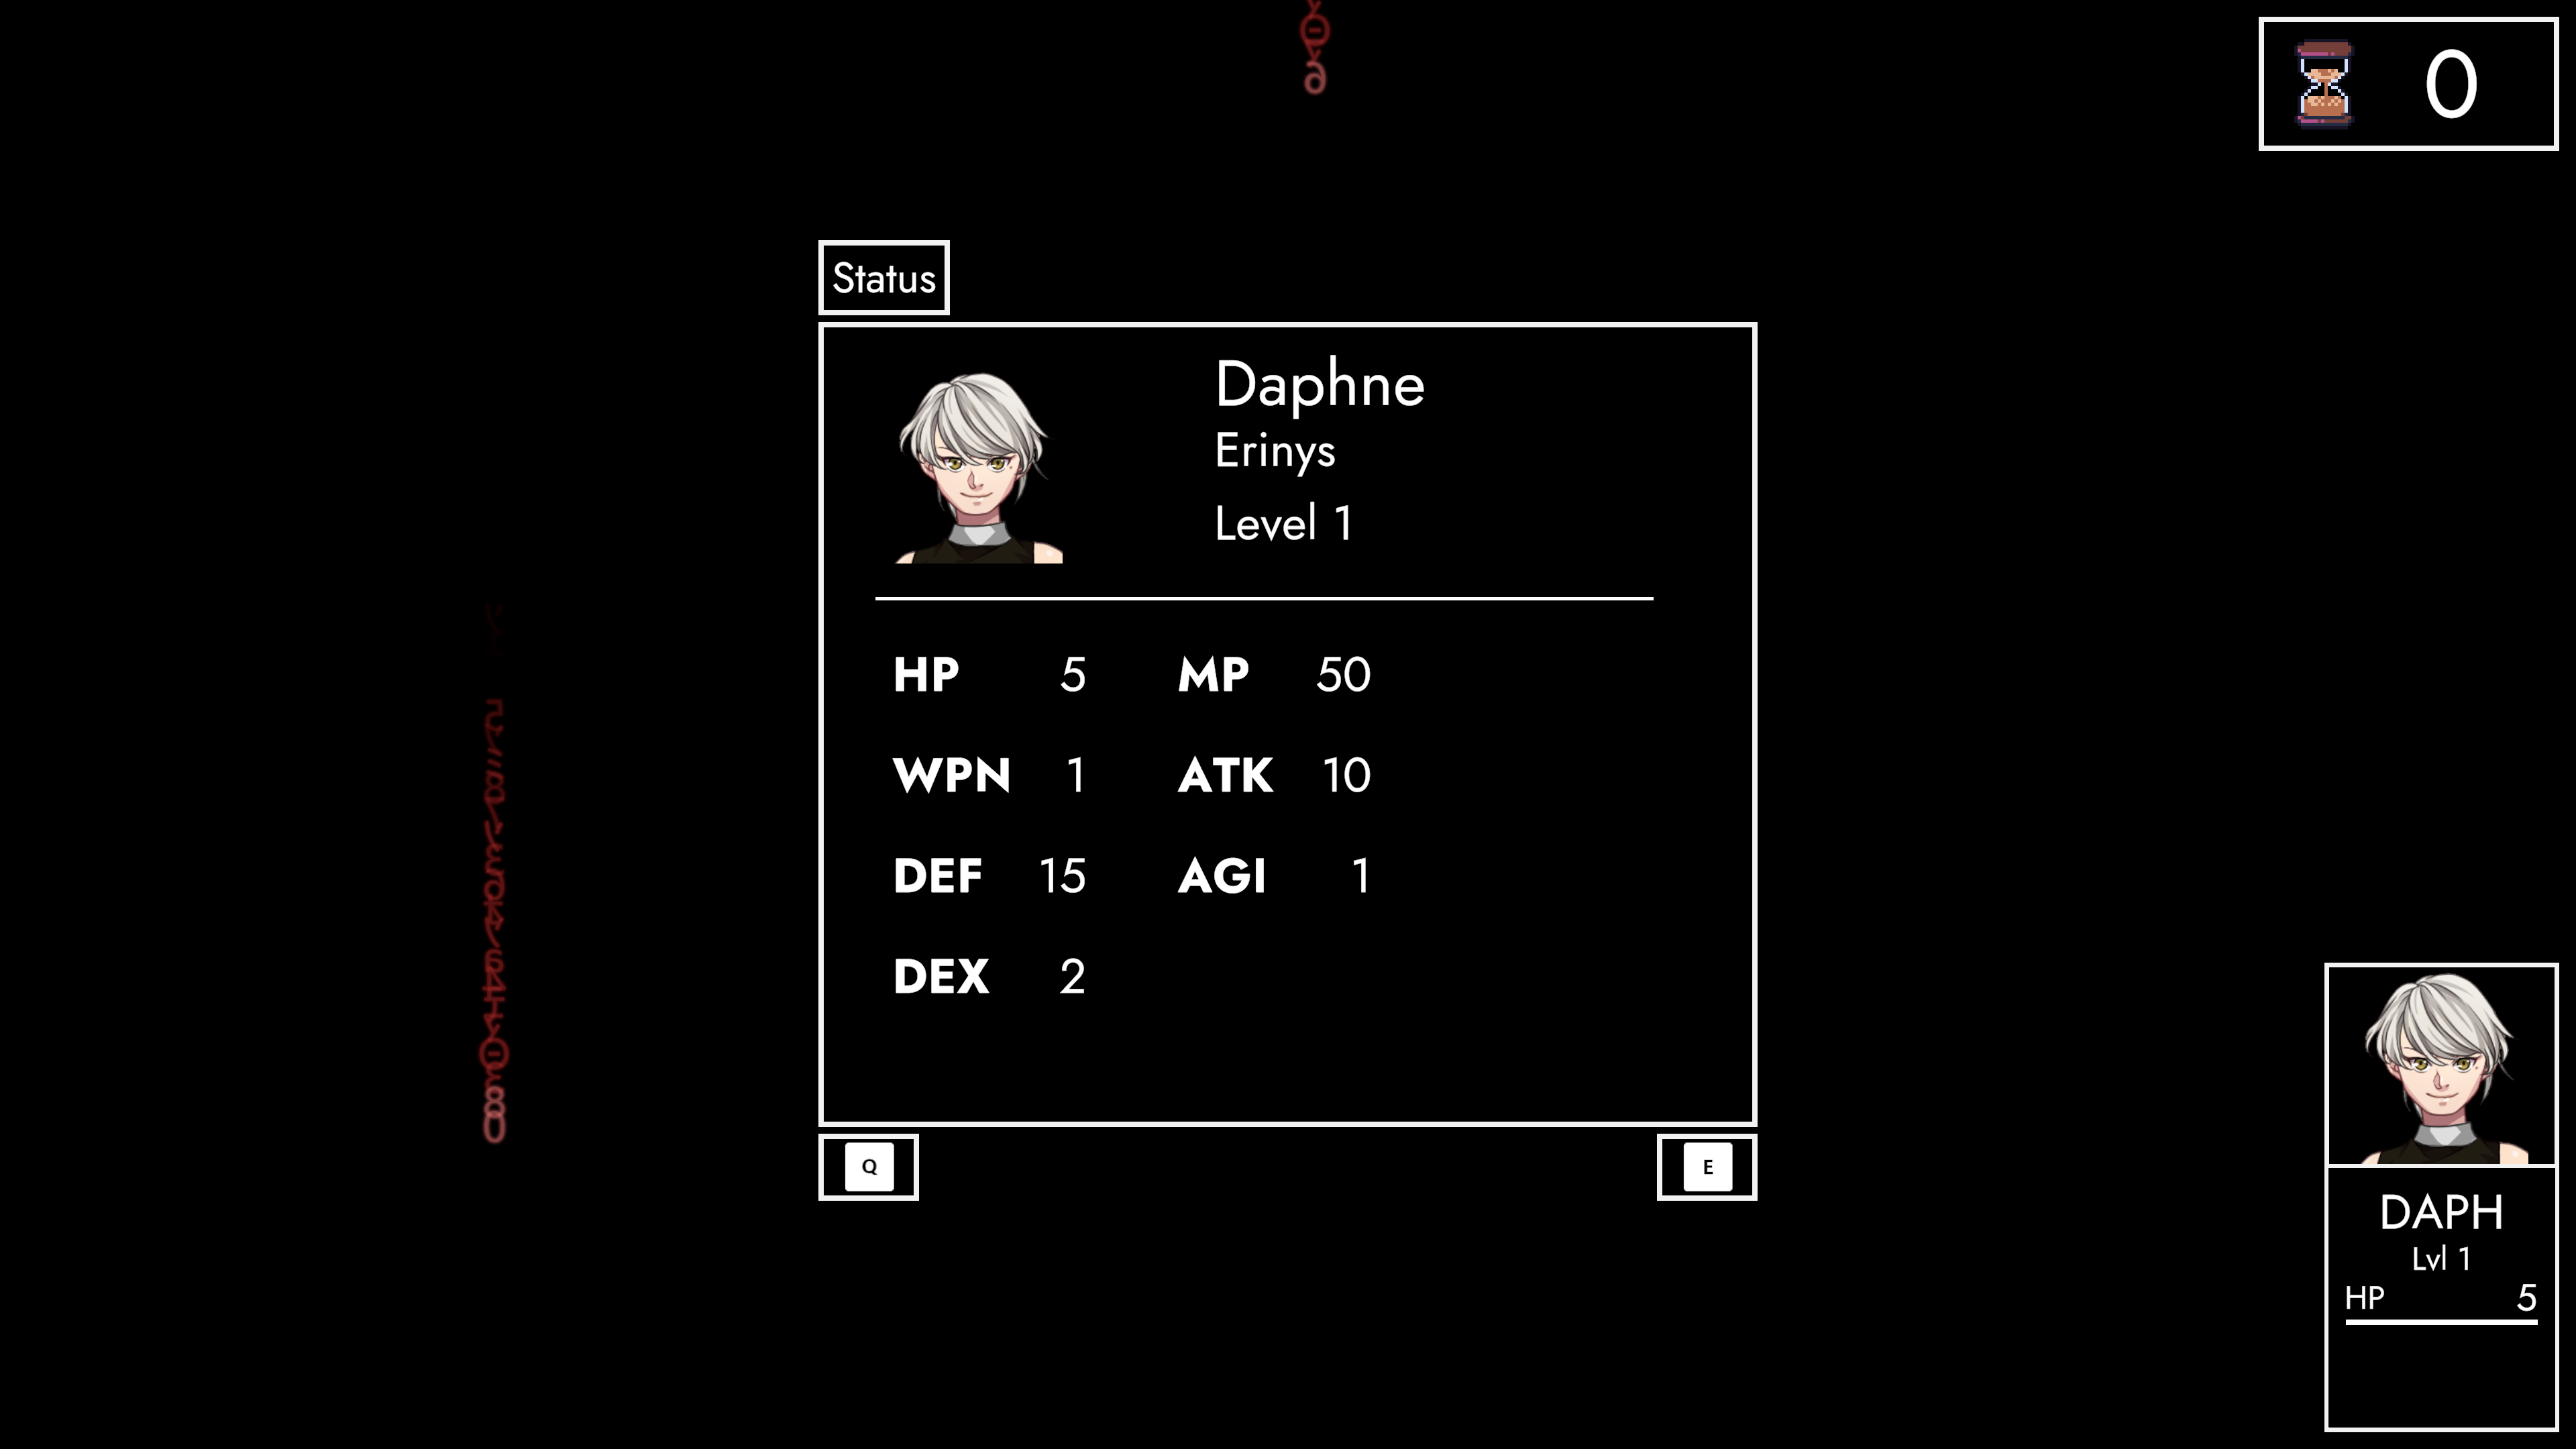 0
Status
Daphne
Erinys
Level 1
HP 5 MP 50
WPN 1 ATK 10
DEF 15 AGI 1
DEX 2
Q E
DAPH
Lvl 1
HP 5